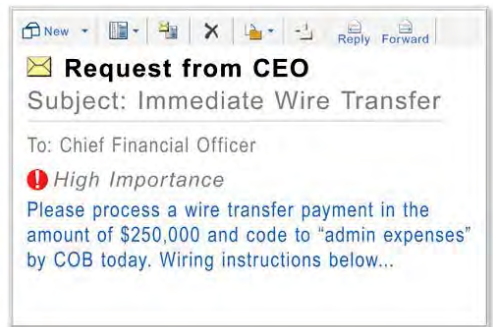 New Reply Forward
Request from CEO
Subject: Immediate Wire Transfer
To: Chief Financial Officer
High Importance
Please process a wire transfer payment in the
amount of $250,000 and code to “admin expenses”
by COB today. Wiring instructions below...